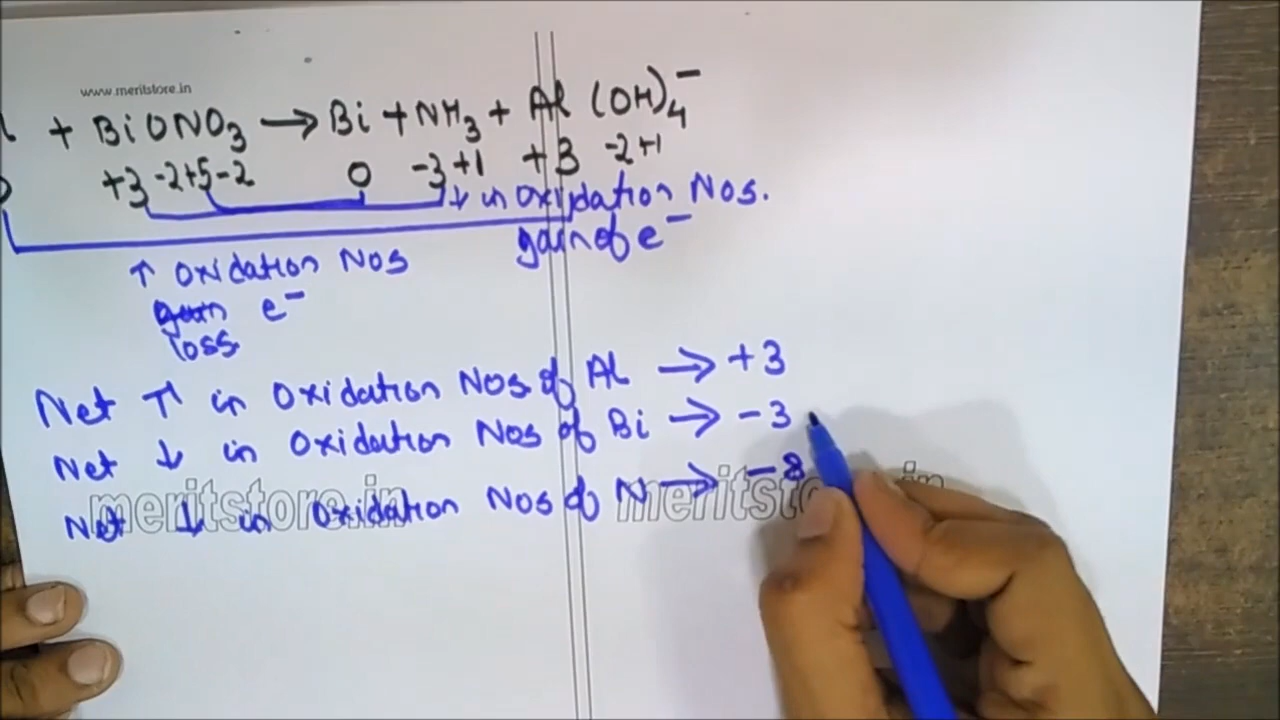 www.meritstore.in
l + BiONO3 → Bi + NH3 + Al (OH)4⁻
0 +3 -2+5-2 0 -3 +1 +3 -2+1
↓ in Oxidation Nos.
gain of e⁻
↑ Oxidation Nos
gain e⁻
loss
Net ↑ in Oxidation Nos of Al → +3
Net ↓ in Oxidation Nos of Bi → -3
Net ↓ in Oxidation Nos of N → -8
meritstore.in meritstore.in